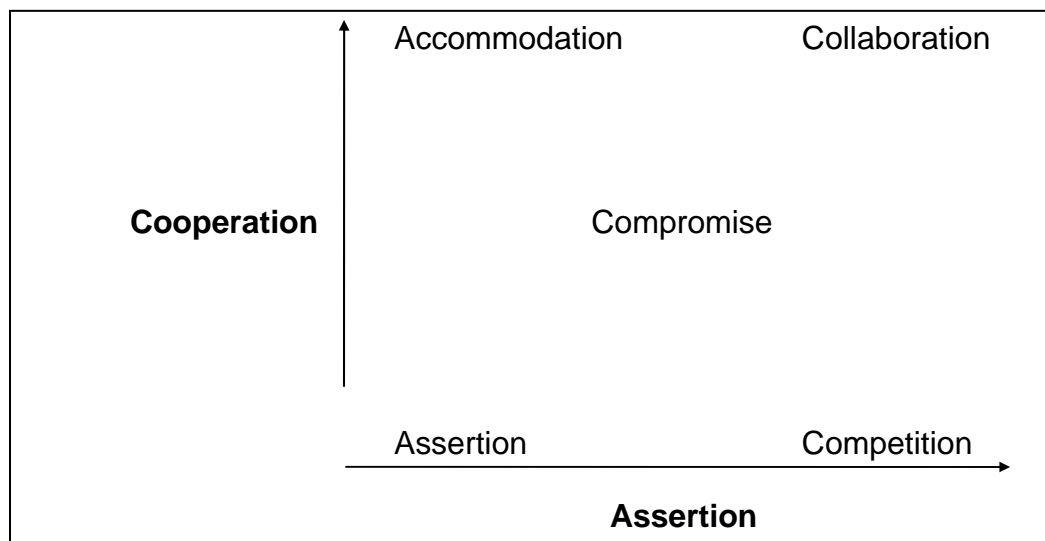 Accommodation Collaboration
Cooperation Compromise
Assertion Competition
Assertion